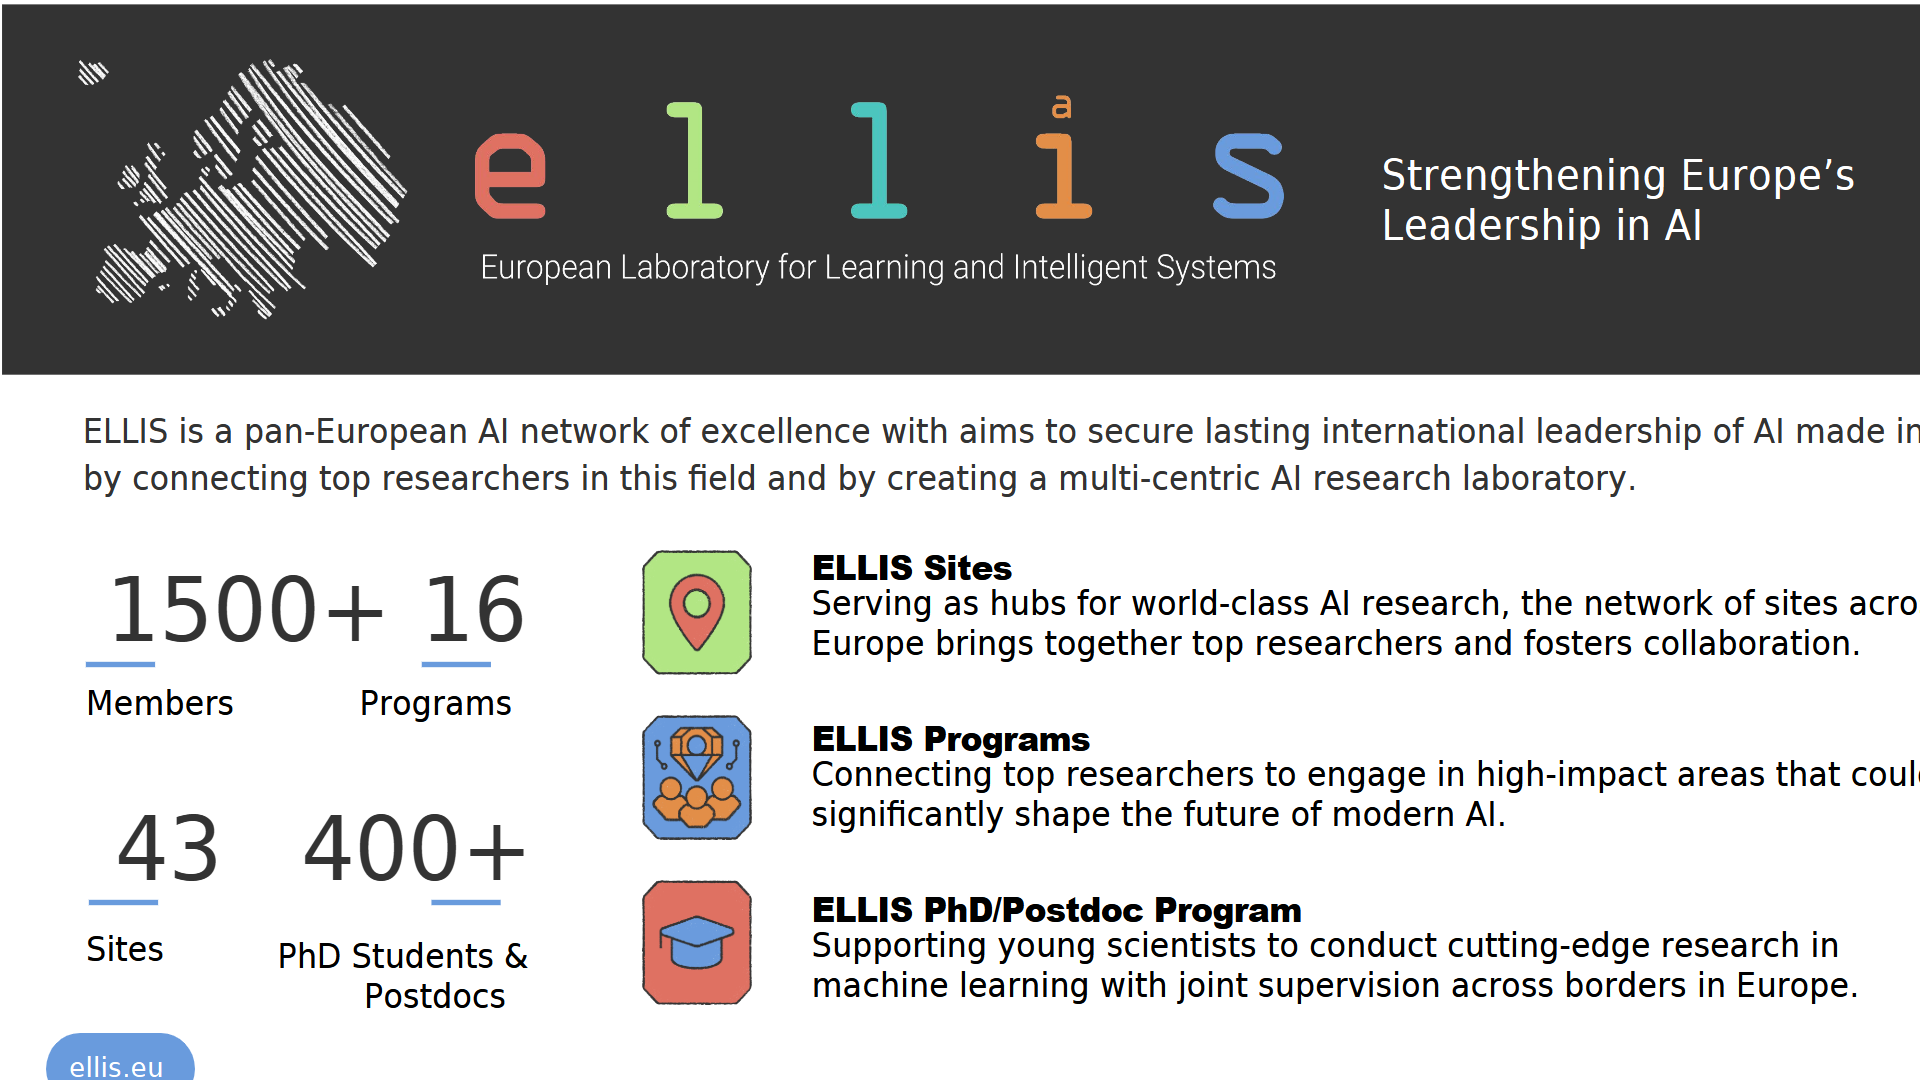 a
e l l i s
European Laboratory for Learning and Intelligent Systems
Strengthening Europe’s
Leadership in AI
ELLIS is a pan-European AI network of excellence with aims to secure lasting international leadership of AI made in
by connecting top researchers in this field and by creating a multi-centric AI research laboratory.
1500+ 16
Members Programs
43 400+
Sites PhD Students &
Postdocs
ELLIS Sites
Serving as hubs for world-class AI research, the network of sites acro
Europe brings together top researchers and fosters collaboration.
ELLIS Programs
Connecting top researchers to engage in high-impact areas that coul
significantly shape the future of modern AI.
ELLIS PhD/Postdoc Program
Supporting young scientists to conduct cutting-edge research in
machine learning with joint supervision across borders in Europe.
ellis.eu